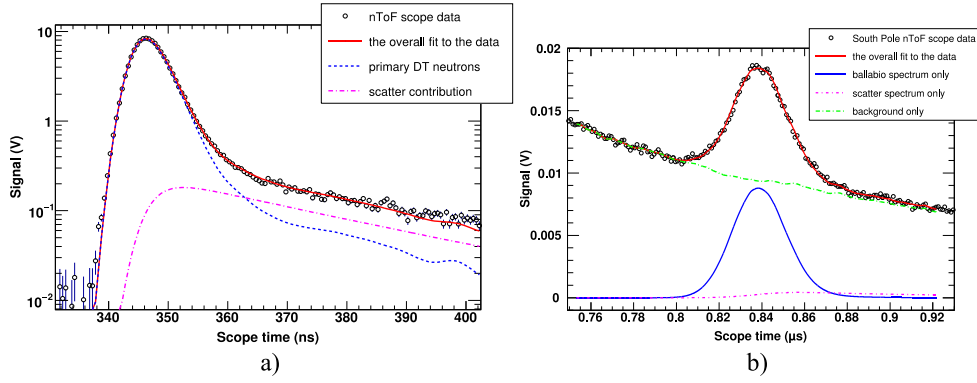 nToF scope data
the overall fit to the data
primary DT neutrons
scatter contribution
Signal (V)
10
1
10⁻¹
10⁻²
340 350 360 370 380 390 400
Scope time (ns)
a)
South Pole nToF scope data
the overall fit to the data
ballabio spectrum only
scatter spectrum only
background only
Signal (V)
0.02
0.015
0.01
0.005
0
0.76 0.78 0.8 0.82 0.84 0.86 0.88 0.9 0.92
Scope time (µs)
b)